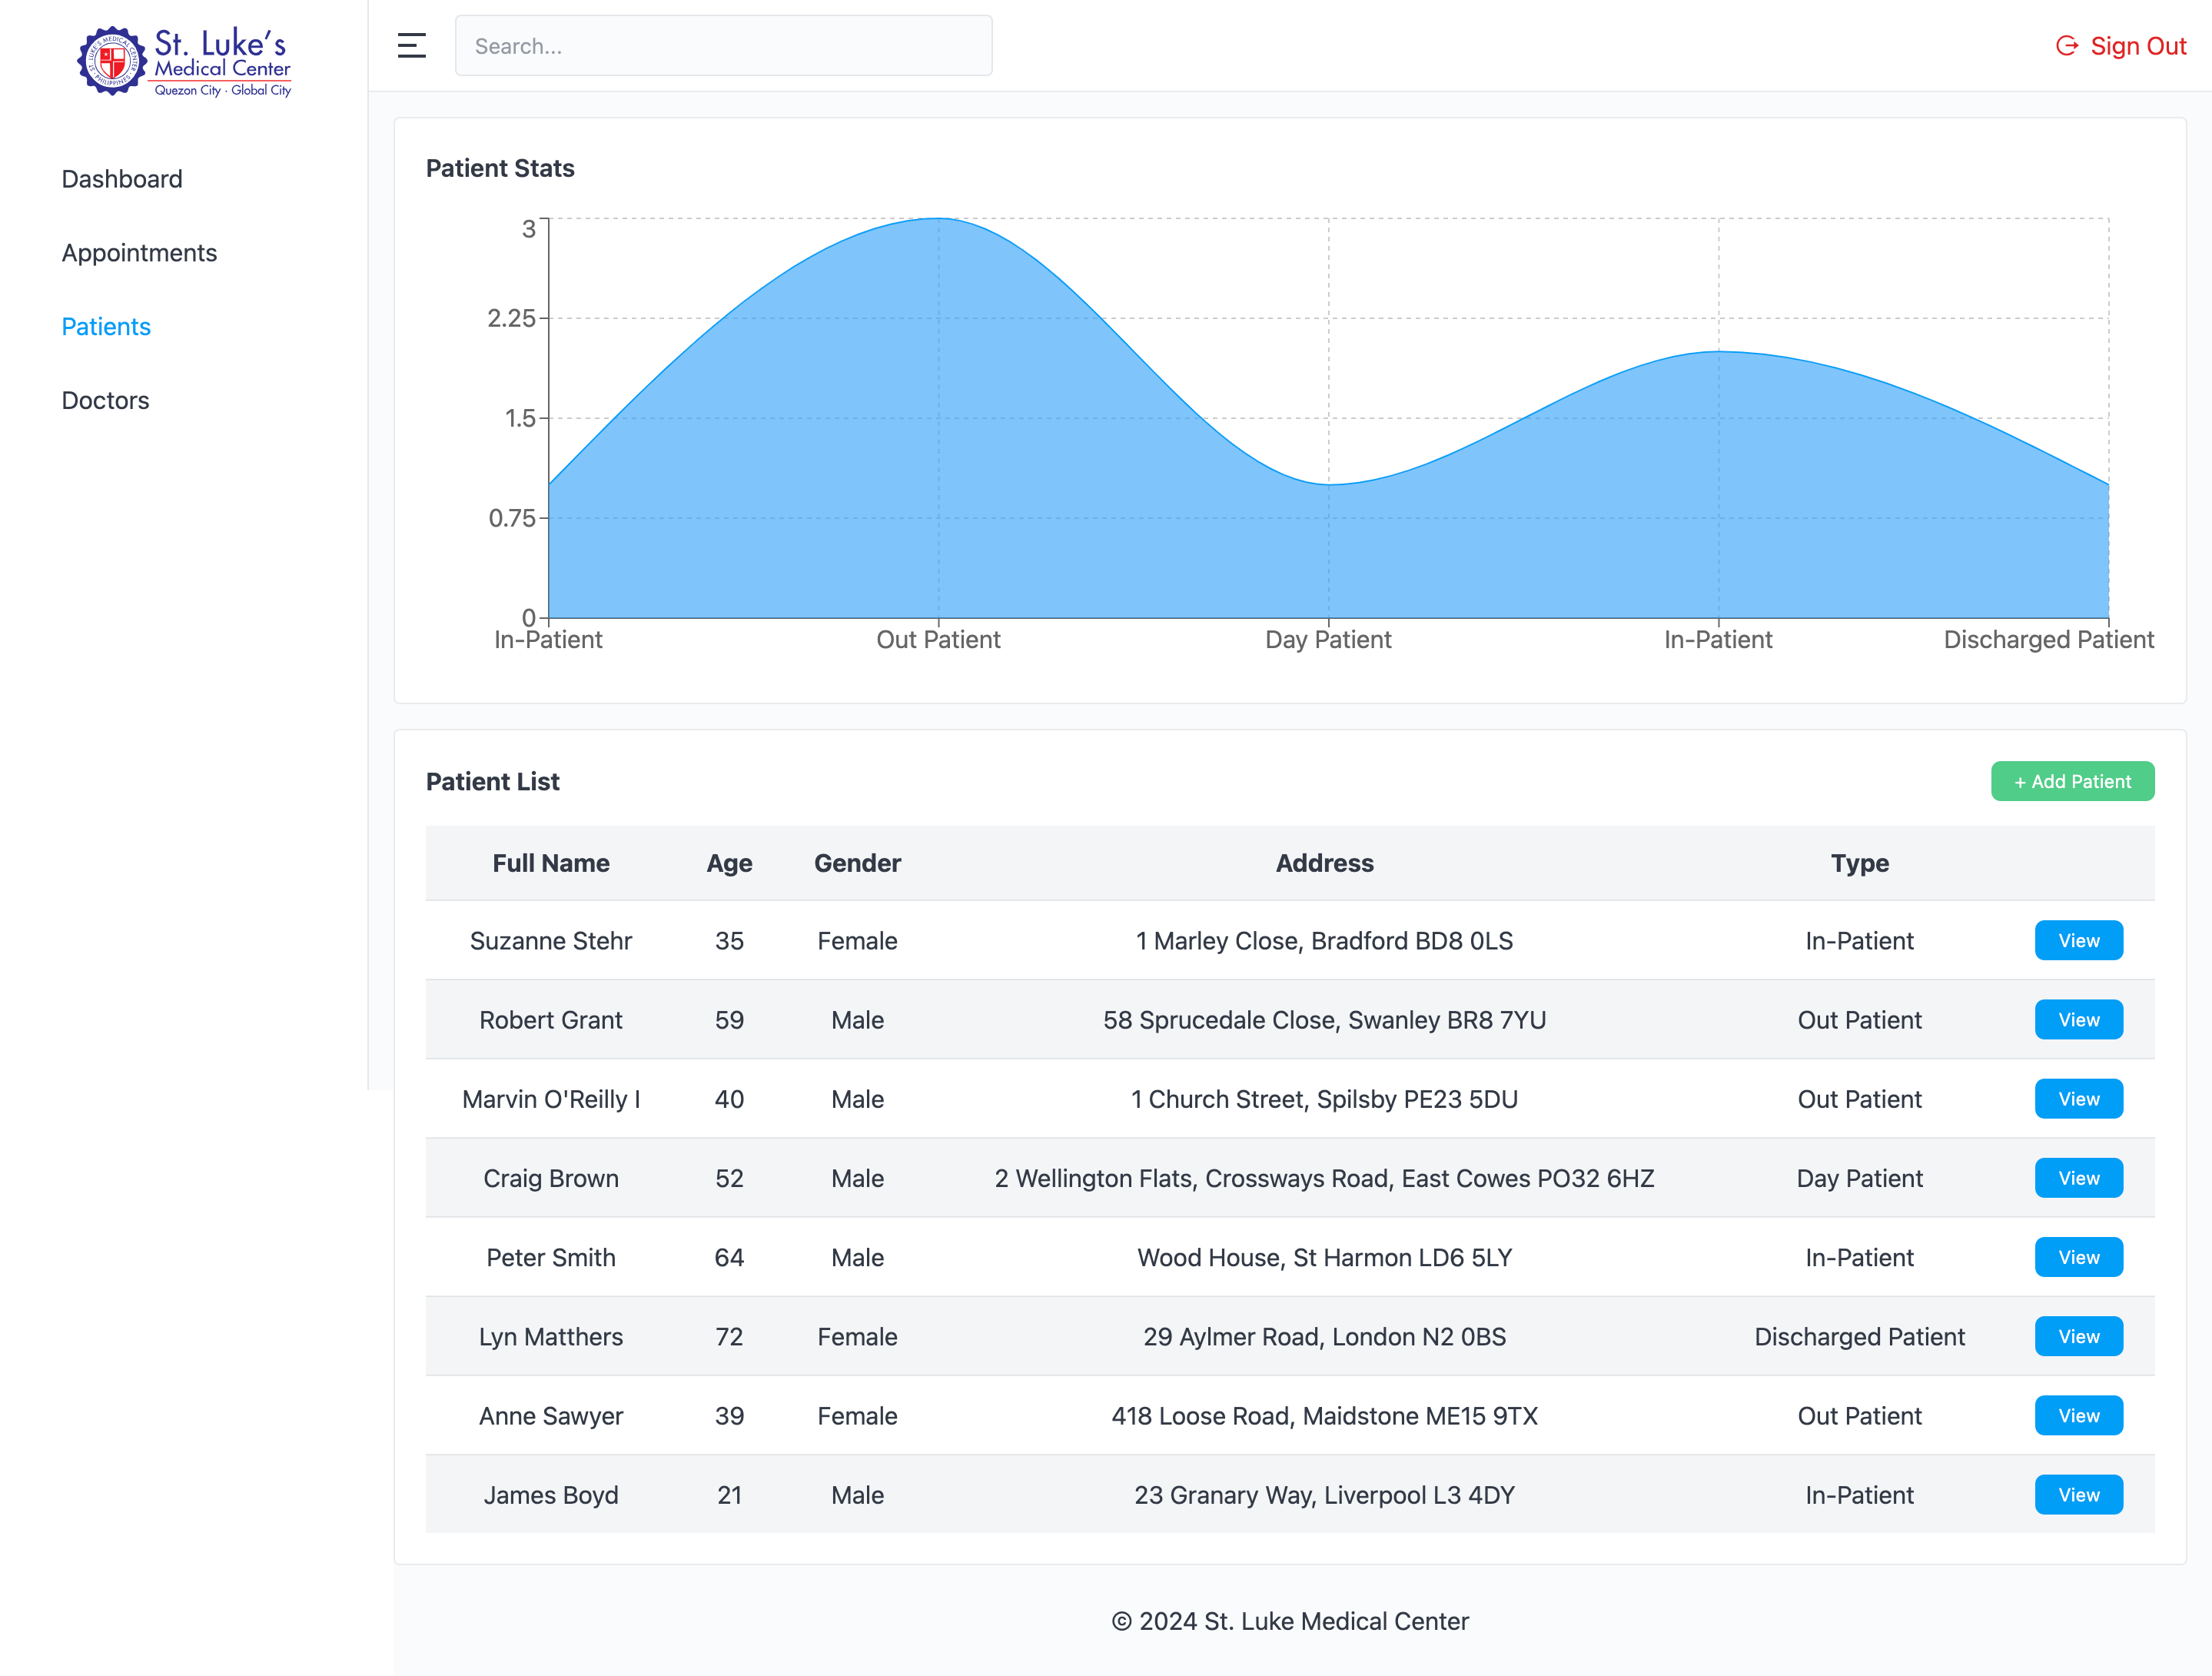 St. Luke's
Medical Center
Quezon City · Global City
ST. LUKE'S MEDICAL CENTER
PHILIPPINES
Search...
Sign Out
Dashboard
Appointments
Patients
Doctors
Patient Stats
3
2.25
1.5
0.75
0
In-Patient Out Patient Day Patient In-Patient Discharged Patient
Patient List
+ Add Patient
Full Name Age Gender Address Type
Suzanne Stehr 35 Female 1 Marley Close, Bradford BD8 0LS In-Patient View
Robert Grant 59 Male 58 Sprucedale Close, Swanley BR8 7YU Out Patient View
Marvin O'Reilly I 40 Male 1 Church Street, Spilsby PE23 5DU Out Patient View
Craig Brown 52 Male 2 Wellington Flats, Crossways Road, East Cowes PO32 6HZ Day Patient View
Peter Smith 64 Male Wood House, St Harmon LD6 5LY In-Patient View
Lyn Matthers 72 Female 29 Aylmer Road, London N2 0BS Discharged Patient View
Anne Sawyer 39 Female 418 Loose Road, Maidstone ME15 9TX Out Patient View
James Boyd 21 Male 23 Granary Way, Liverpool L3 4DY In-Patient View
© 2024 St. Luke Medical Center